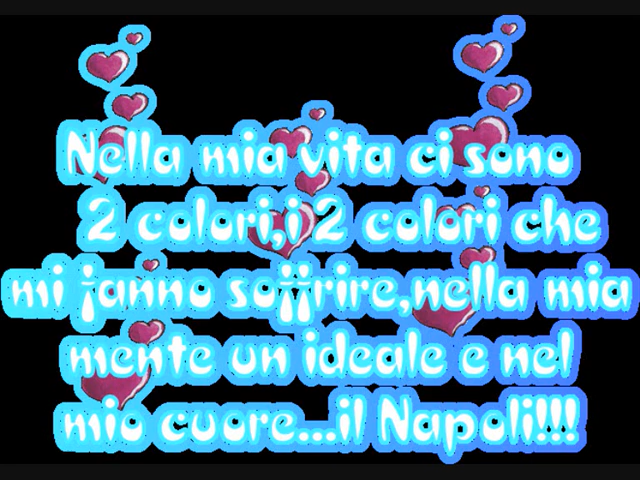 Nella mia vita ci sono
2 colori,i 2 colori che
mi fanno soffrire,nella mia
mente un ideale e nel
mio cuore...il Napoli!!!